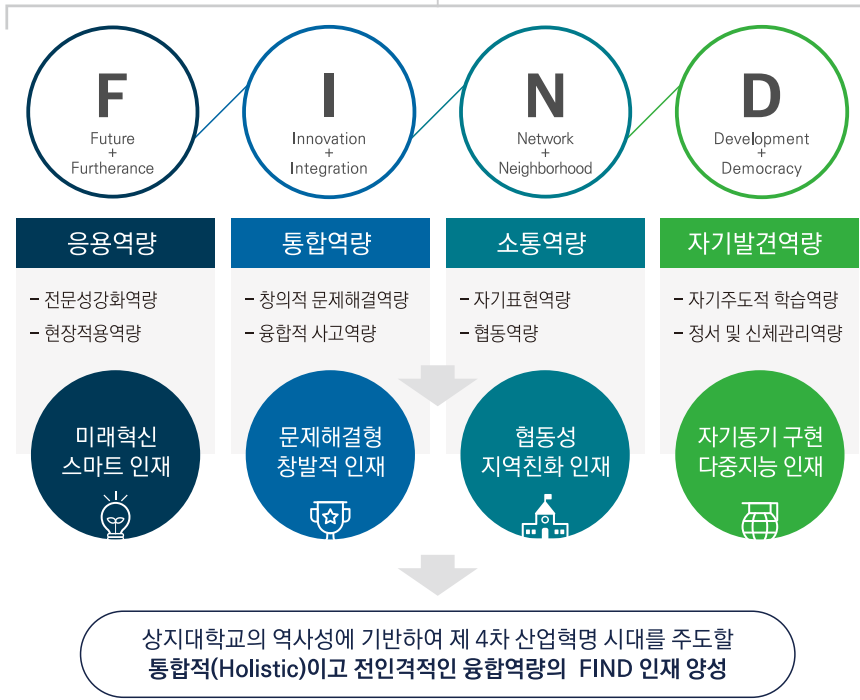 F
Future
+
Furtherance
I
Innovation
+
Integration
N
Network
+
Neighborhood
D
Development
+
Democracy
응용역량
- 전문성강화역량
- 현장적용역량
통합역량
- 창의적 문제해결역량
- 융합적 사고역량
소통역량
- 자기표현역량
- 협동역량
자기발견역량
- 자기주도적 학습역량
- 정서 및 신체관리역량
미래혁신
스마트 인재
문제해결형
창발적 인재
협동성
지역친화 인재
자기동기 구현
다중지능 인재
상지대학교의 역사성에 기반하여 제 4차 산업혁명 시대를 주도할
통합적(Holistic)이고 전인격적인 융합역량의 FIND 인재 양성